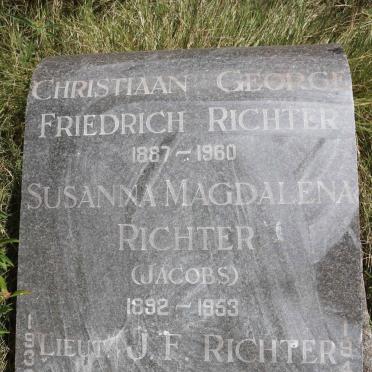 CHRISTIAAN GEORGE
FRIEDRICH RICHTER
1887-1960
SUSANNA MAGDALENA
RICHTER
(JACOBS)
1892-1953
LIEUT. J. F. RICHTER